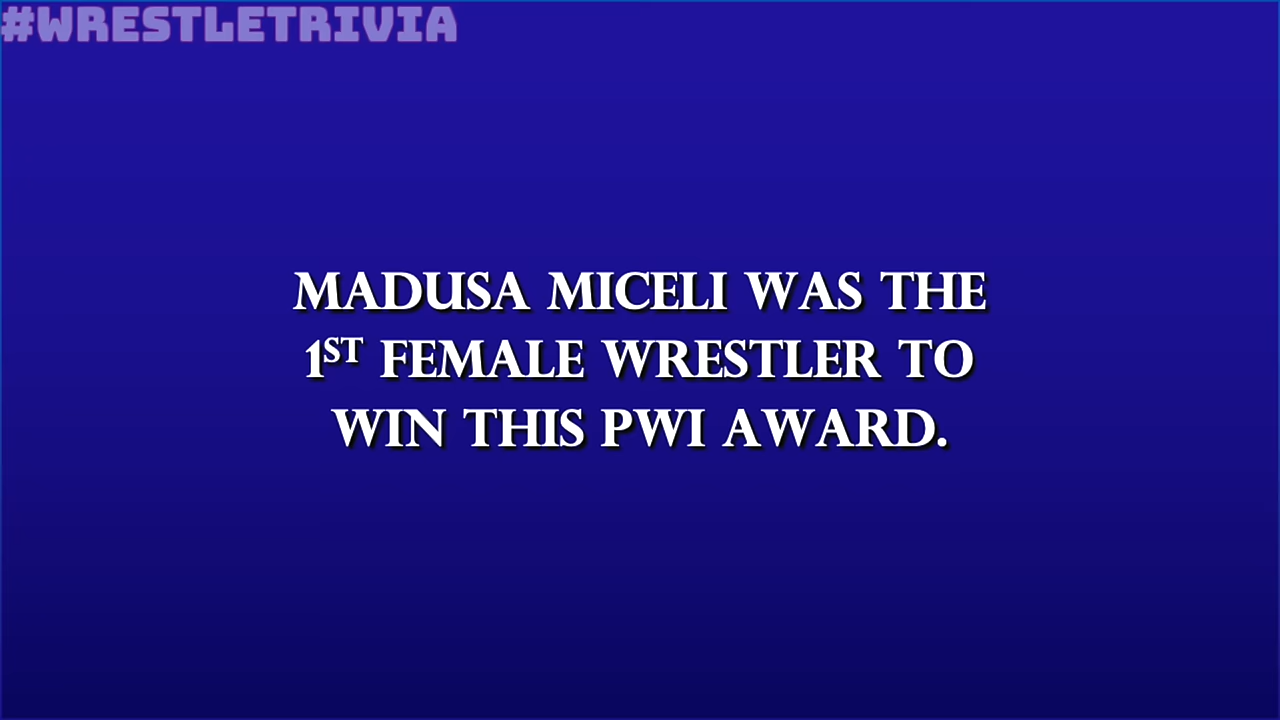 #WRESTLETRIVIA
MADUSA MICELI WAS THE
1ST FEMALE WRESTLER TO
WIN THIS PWI AWARD.